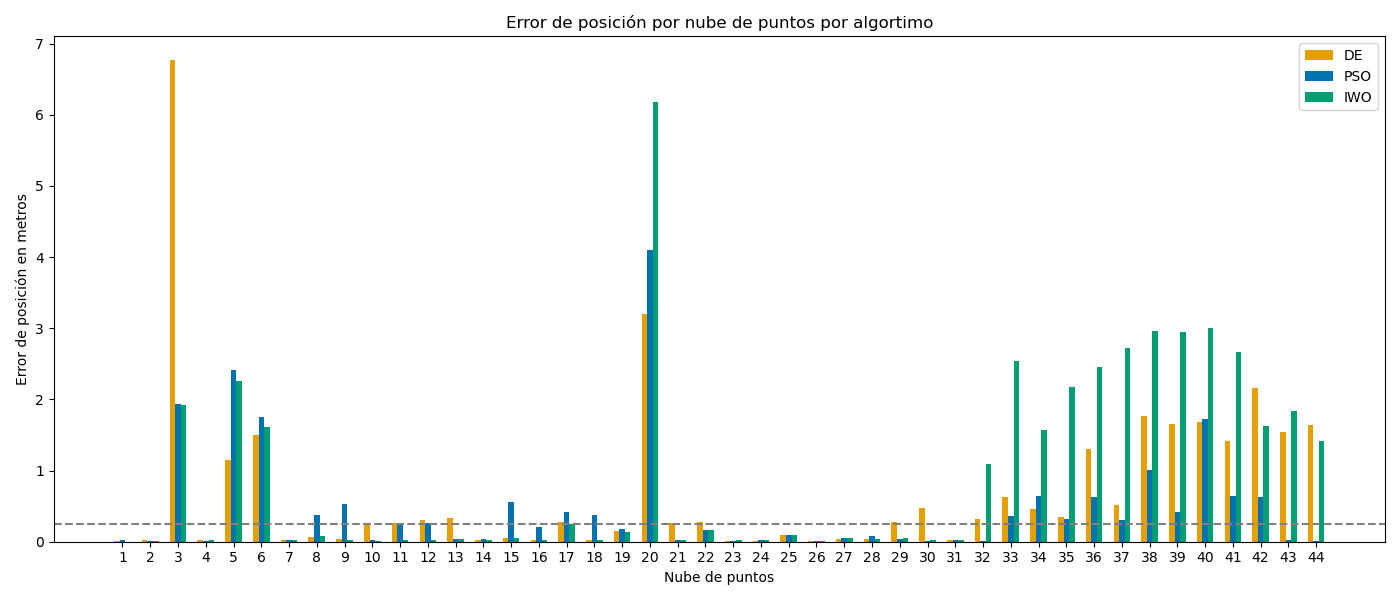 Error de posición por nube de puntos por algortimo
Error de posición en metros
7
6
5
4
3
2
1
0
DE
PSO
IWO
1 2 3 4 5 6 7 8 9 10 11 12 13 14 15 16 17 18 19 20 21 22 23 24 25 26 27 28 29 30 31 32 33 34 35 36 37 38 39 40 41 42 43 44
Nube de puntos